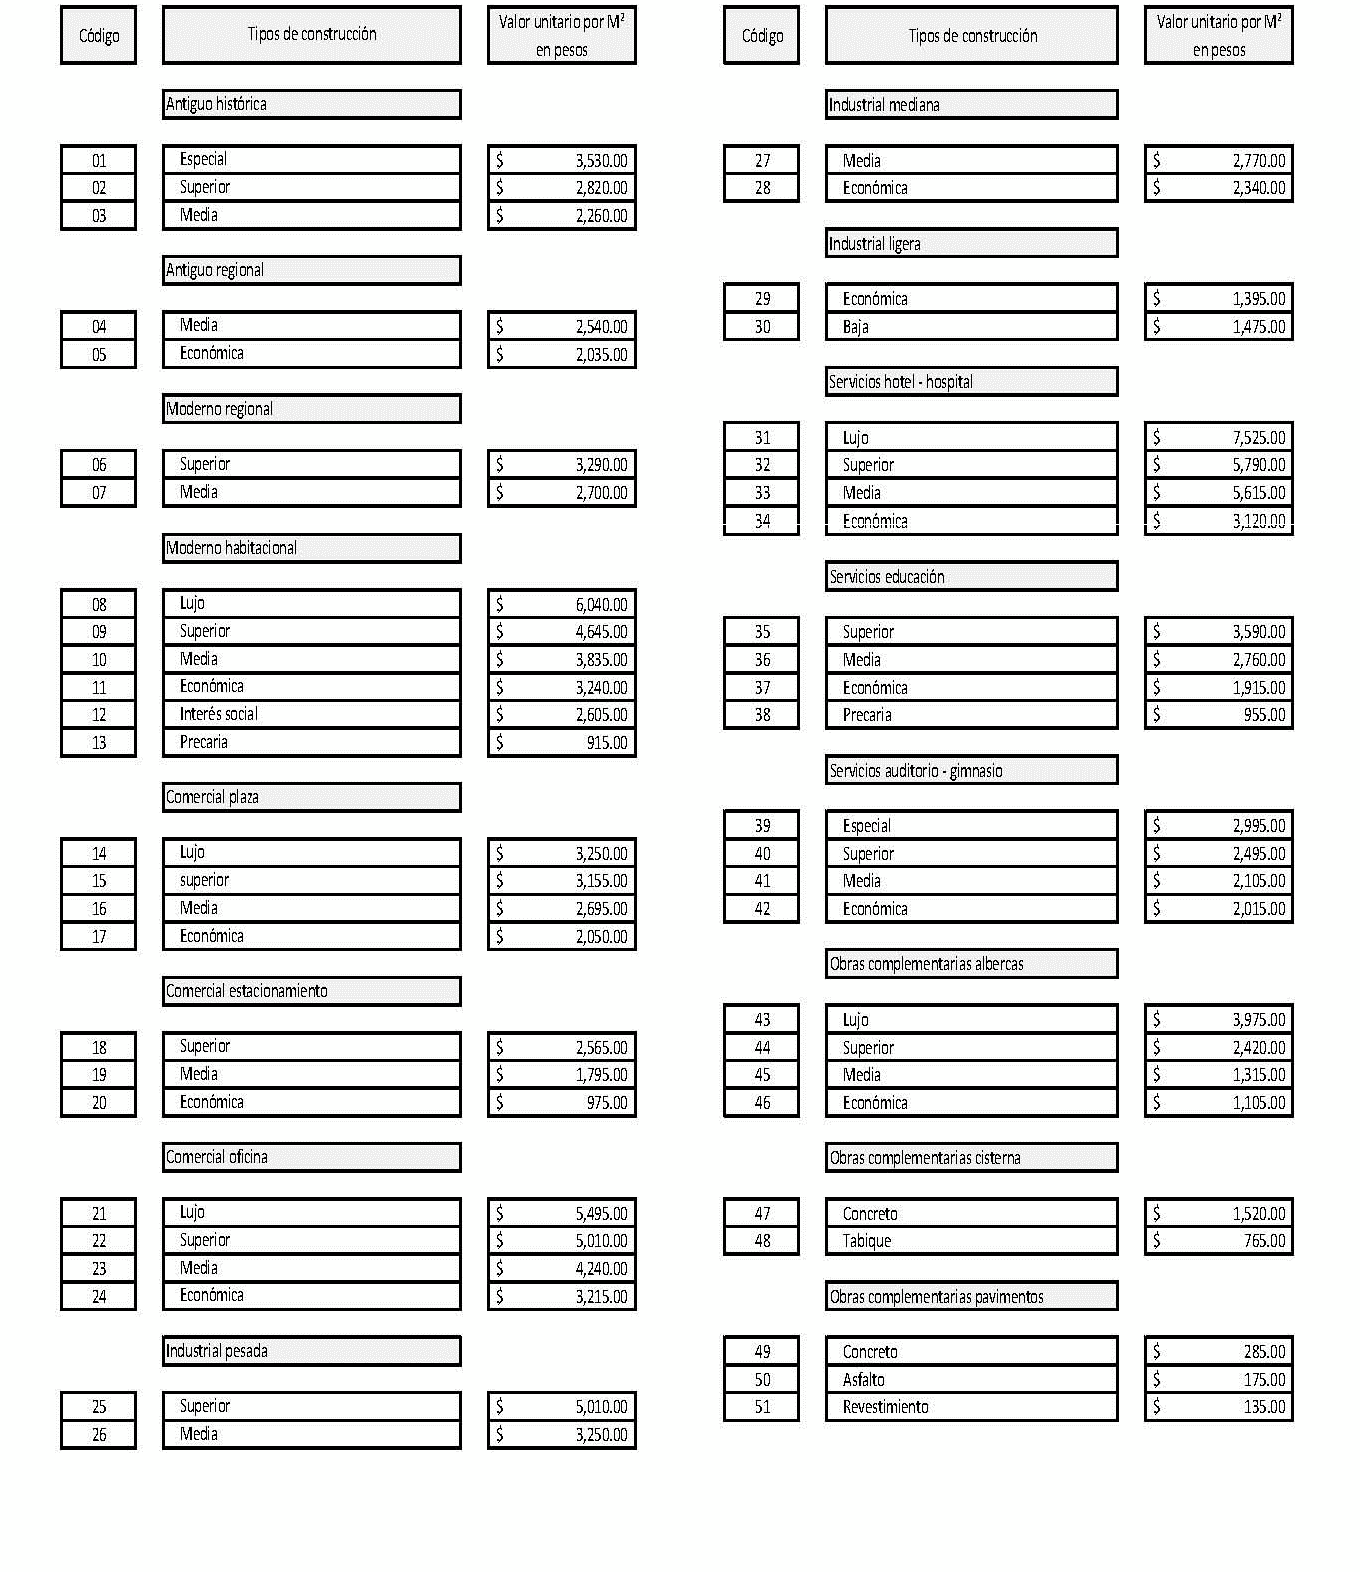 Código Tipos de construcción Valor unitario por M² en pesos
Antiguo histórica
01 Especial $ 3,530.00
02 Superior $ 2,820.00
03 Media $ 2,260.00
Antiguo regional
04 Media $ 2,540.00
05 Económica $ 2,035.00
Moderno regional
06 Superior $ 3,290.00
07 Media $ 2,700.00
Moderno habitacional
08 Lujo $ 6,040.00
09 Superior $ 4,645.00
10 Media $ 3,835.00
11 Económica $ 3,240.00
12 Interés social $ 2,605.00
13 Precaria $ 915.00
Comercial plaza
14 Lujo $ 3,250.00
15 superior $ 3,155.00
16 Media $ 2,695.00
17 Económica $ 2,050.00
Comercial estacionamiento
18 Superior $ 2,565.00
19 Media $ 1,795.00
20 Económica $ 975.00
Comercial oficina
21 Lujo $ 5,495.00
22 Superior $ 5,010.00
23 Media $ 4,240.00
24 Económica $ 3,215.00
Industrial pesada
25 Superior $ 5,010.00
26 Media $ 3,250.00
Código Tipos de construcción Valor unitario por M² en pesos
Industrial mediana
27 Media $ 2,770.00
28 Económica $ 2,340.00
Industrial ligera
29 Económica $ 1,395.00
30 Baja $ 1,475.00
Servicios hotel - hospital
31 Lujo $ 7,525.00
32 Superior $ 5,790.00
33 Media $ 5,615.00
34 Económica $ 3,120.00
Servicios educación
35 Superior $ 3,590.00
36 Media $ 2,760.00
37 Económica $ 1,915.00
38 Precaria $ 955.00
Servicios auditorio - gimnasio
39 Especial $ 2,995.00
40 Superior $ 2,495.00
41 Media $ 2,105.00
42 Económica $ 2,015.00
Obras complementarias albercas
43 Lujo $ 3,975.00
44 Superior $ 2,420.00
45 Media $ 1,315.00
46 Económica $ 1,105.00
Obras complementarias cisterna
47 Concreto $ 1,520.00
48 Tabique $ 765.00
Obras complementarias pavimentos
49 Concreto $ 285.00
50 Asfalto $ 175.00
51 Revestimiento $ 135.00